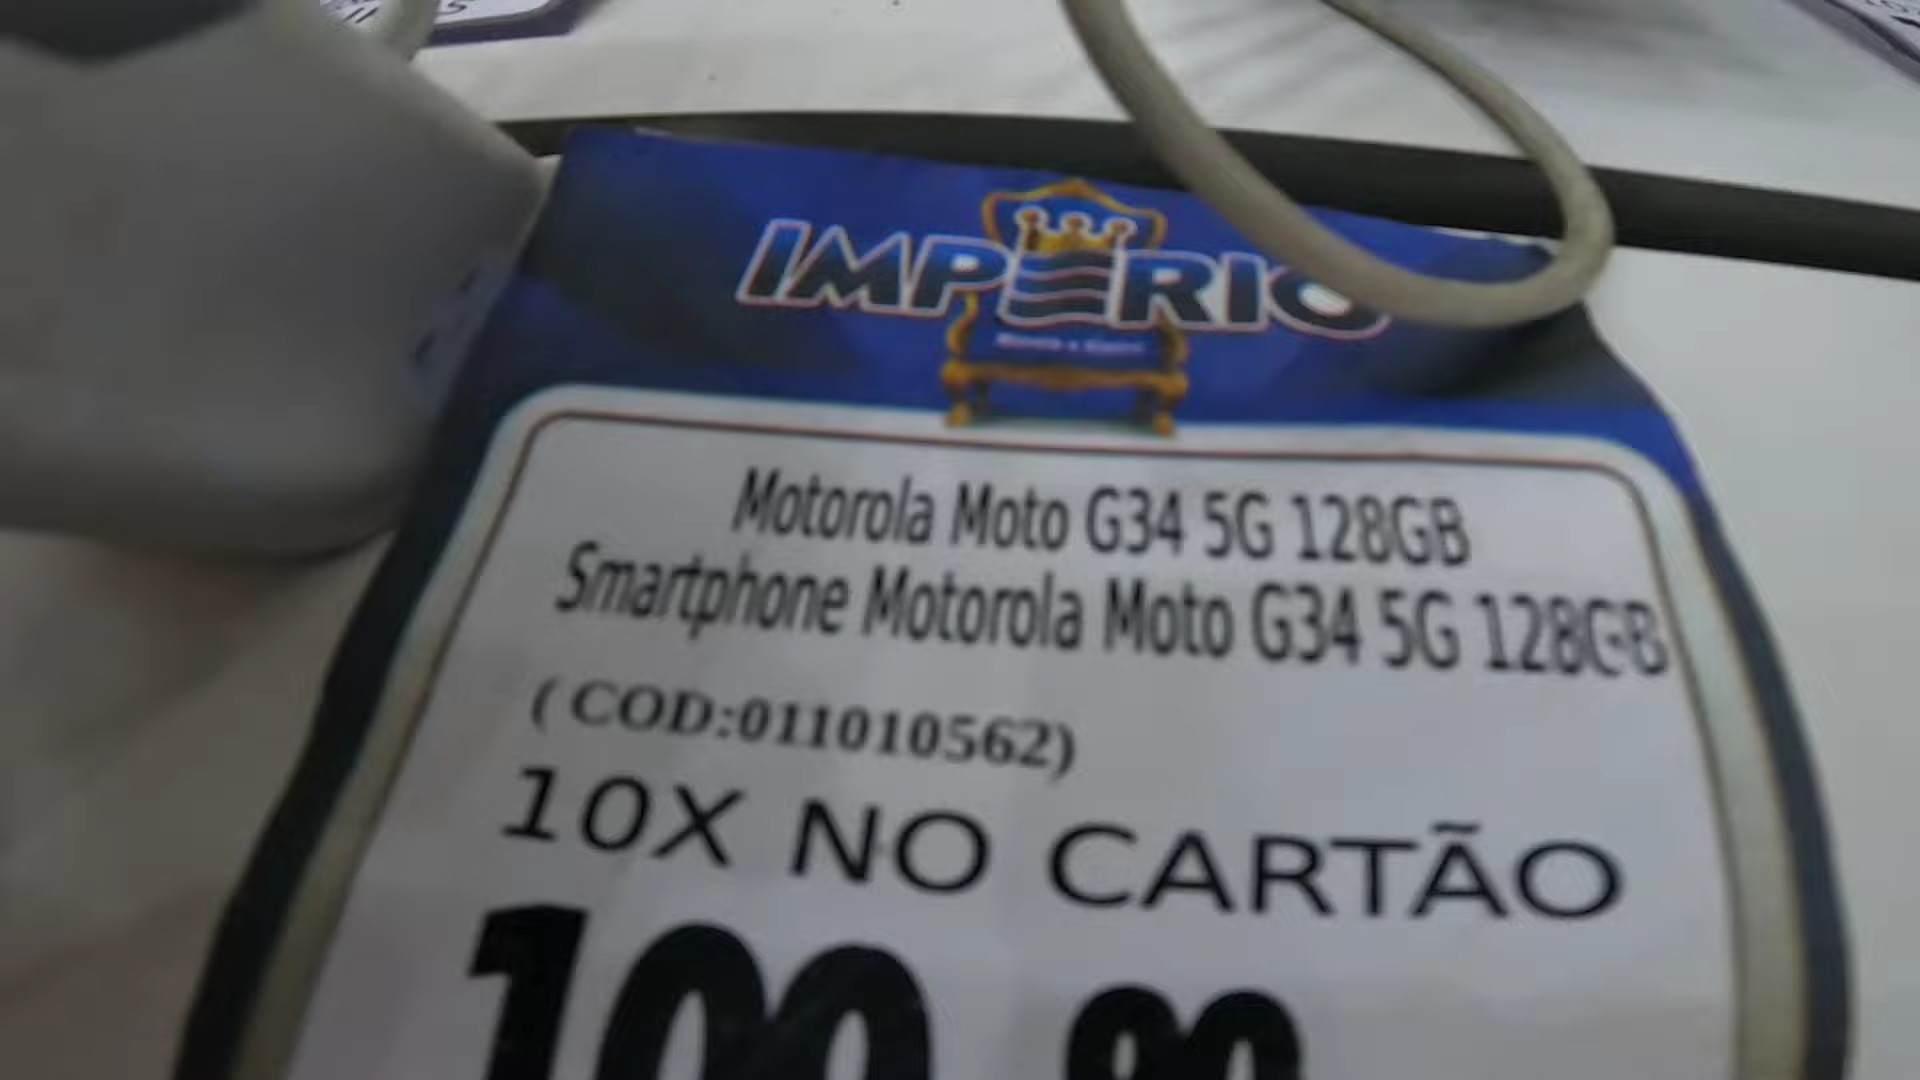 IMPERIO
Motorola Moto G34 5G 128GB
Smartphone Motorola Moto G34 5G 128GB
( COD:011010562)
10X NO CARTÃO